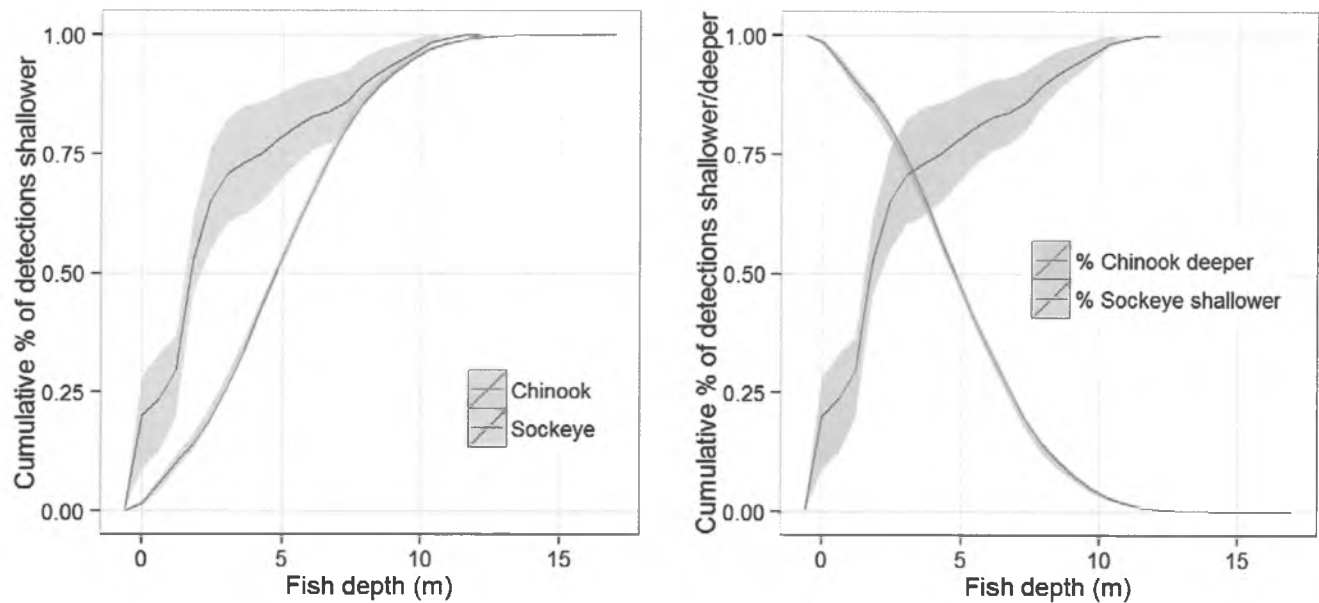 Cumulative % of detections shallower
1.00
0.75
0.50
0.25
0.00
Chinook
Sockeye
0 5 10 15
Fish depth (m)
Cumulative % of detections shallower/deeper
1.00
0.75
0.50
0.25
0.00
% Chinook deeper
% Sockeye shallower
0 5 10 15
Fish depth (m)